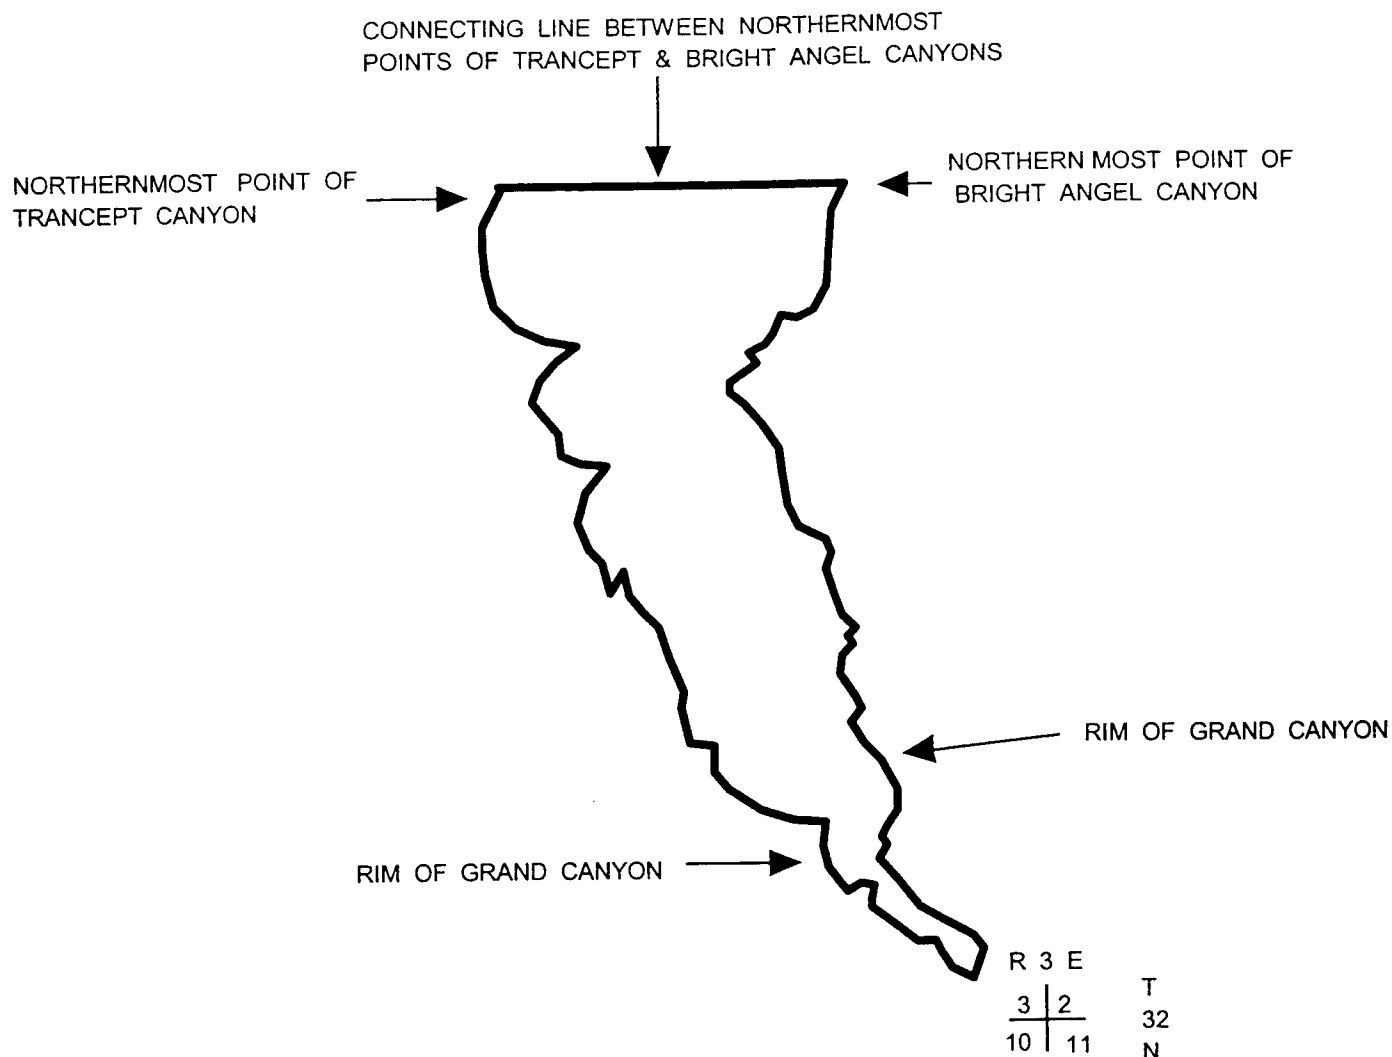 CONNECTING LINE BETWEEN NORTHERNMOST
POINTS OF TRANCEPT & BRIGHT ANGEL CANYONS
NORTHERNMOST POINT OF
TRANCEPT CANYON
NORTHERN MOST POINT OF
BRIGHT ANGEL CANYON
RIM OF GRAND CANYON
RIM OF GRAND CANYON
R 3 E
3 2
10 11
T
32
N